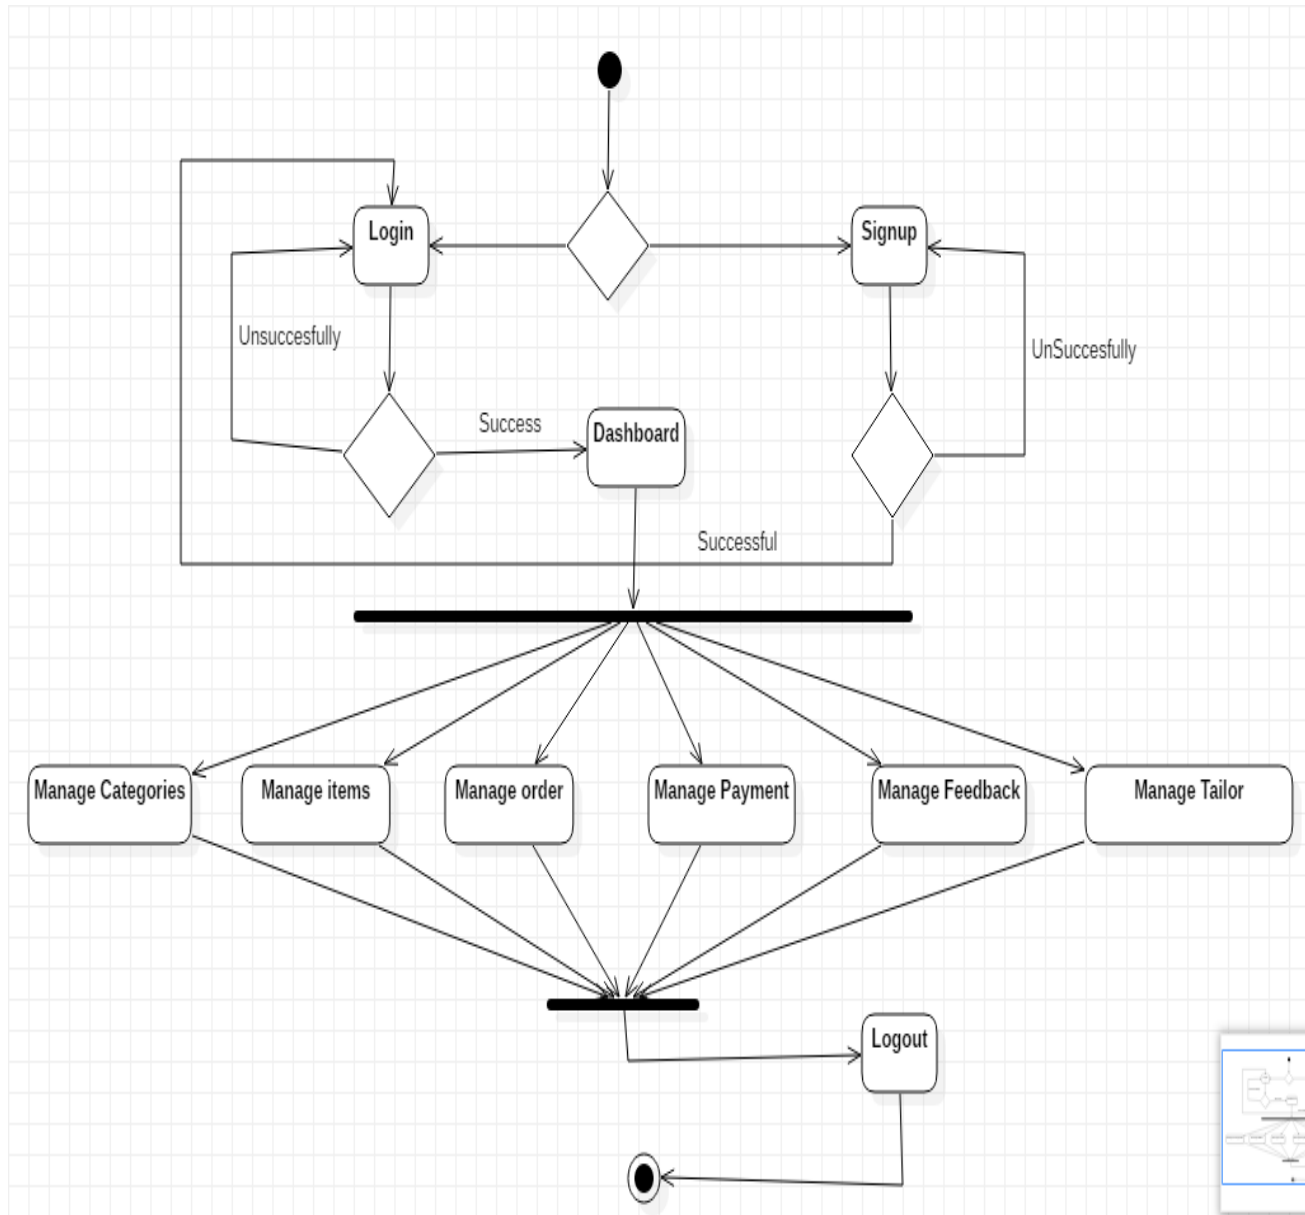 Login
Signup
Unsuccesfully
UnSuccesfully
Success
Dashboard
Successful
Manage Categories
Manage items
Manage order
Manage Payment
Manage Feedback
Manage Tailor
Logout